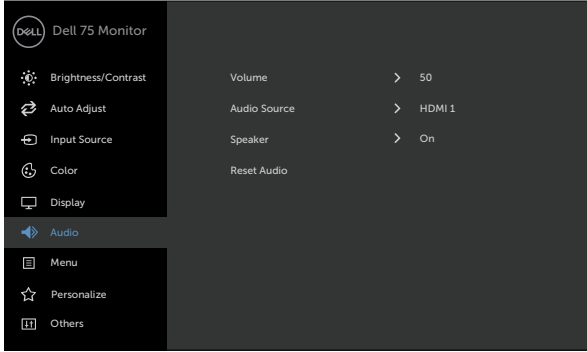 DELL Dell 75 Monitor
Brightness/Contrast Volume 50
Auto Adjust Audio Source HDMI 1
Input Source Speaker On
Color Reset Audio
Display
Audio
Menu
Personalize
Others